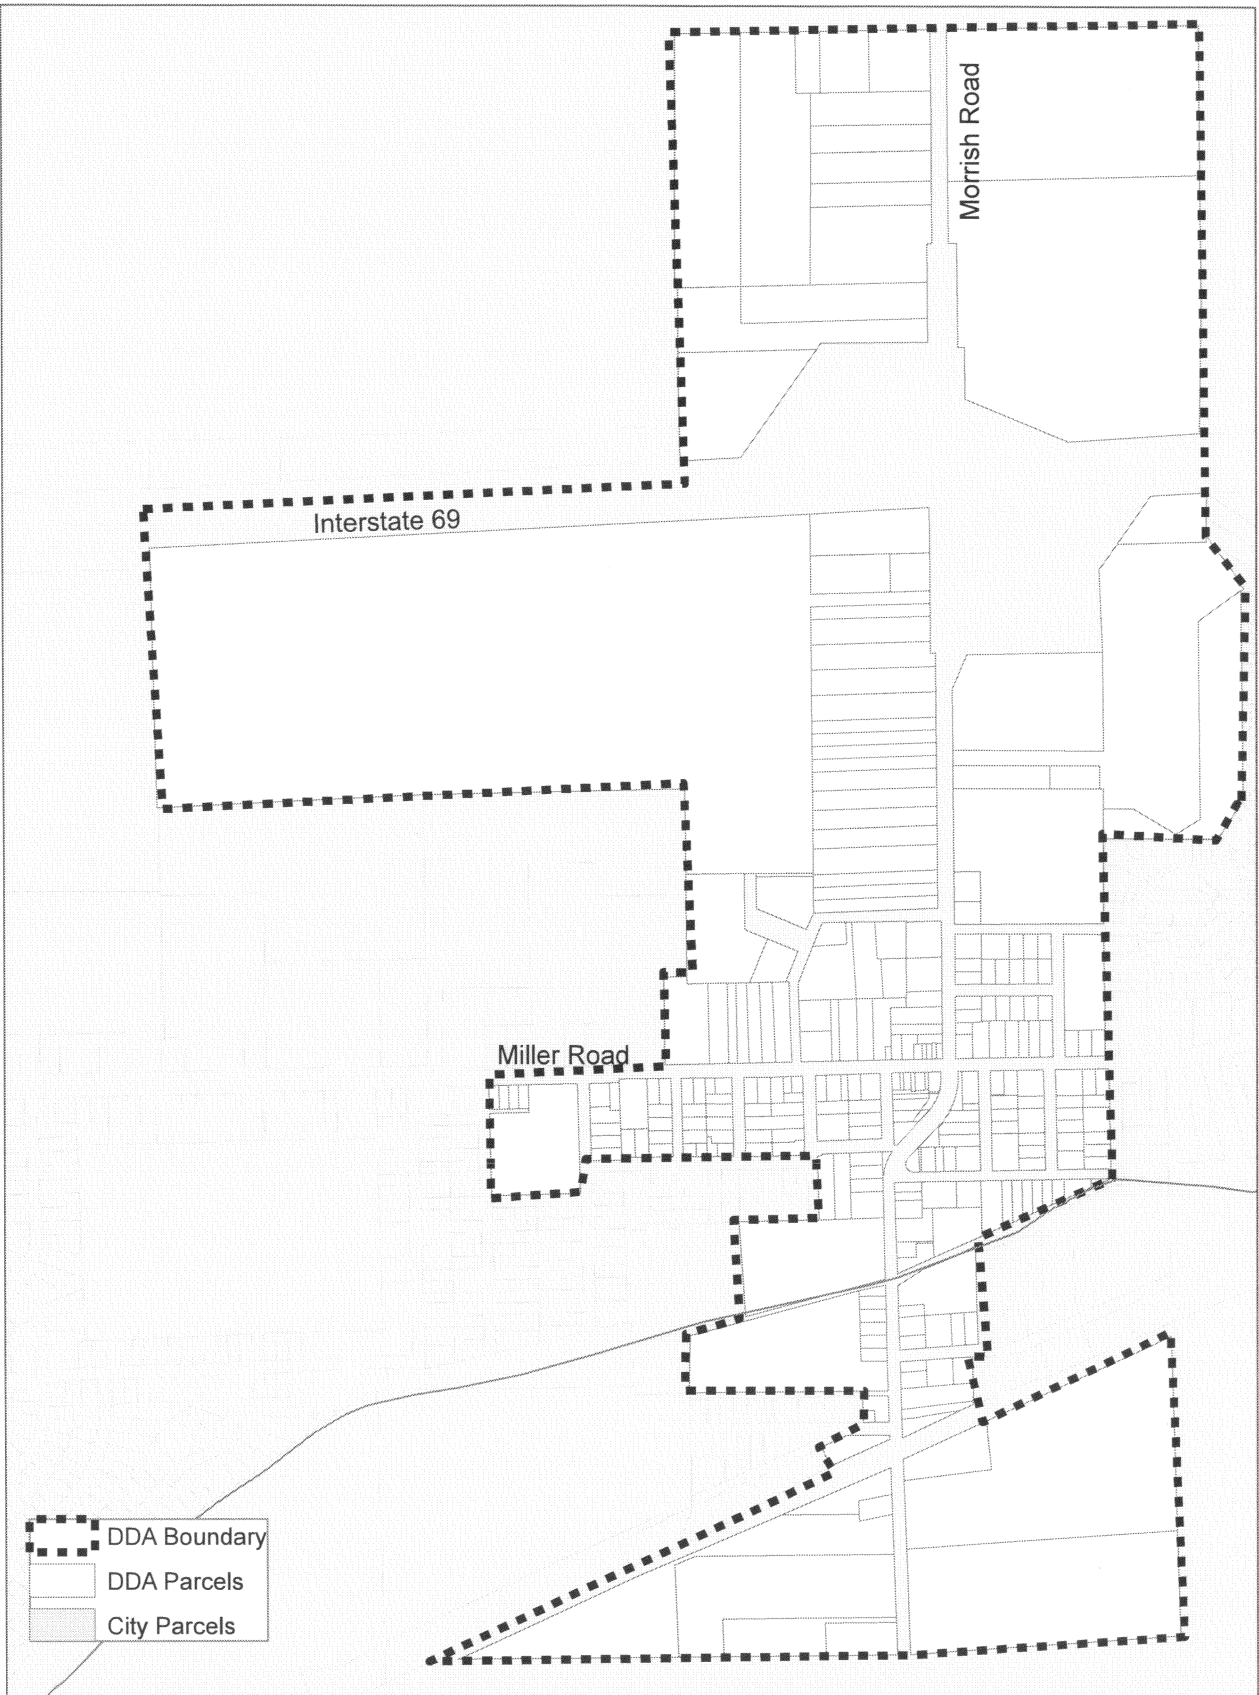 Morrish Road
Interstate 69
Miller Road
DDA Boundary
DDA Parcels
City Parcels